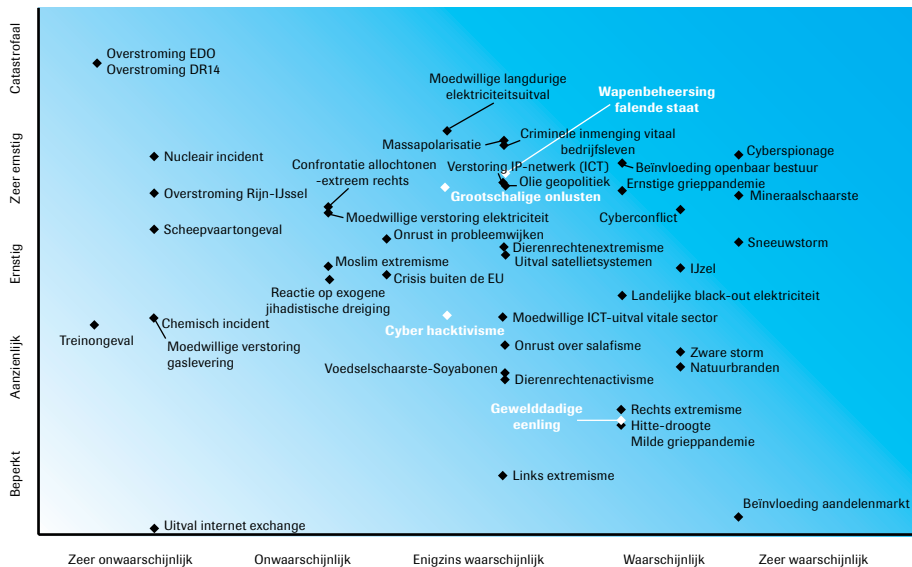 Catastrofaal
Zeer ernstig
Ernstig
Aanzienlijk
Beperkt
Overstroming EDO
Overstroming DR14
Moedwillige langdurige
elektriciteitsuitval
Wapenbeheersing
falende staat
Massapolarisatie
Criminele inmenging vitaal
bedrijfsleven
Nucleair incident
Confrontatie allochtonen
-extreem rechts
Verstoring IP-netwerk (ICT)
Olie geopolitiek
Beïnvloeding openbaar bestuur
Cyberspionage
Overstroming Rijn-IJssel
Grootschalige onlusten
Ernstige grieppandemie
Mineraalschaarste
Moedwillige verstoring elektriciteit
Cyberconflict
Scheepvaartongeval
Onrust in probleemwijken
Dierenrechtenextremisme
Uitval satellietsystemen
Sneeuwstorm
Moslim extremisme
Crisis buiten de EU
IJzel
Reactie op exogene
jihadistische dreiging
Landelijke black-out elektriciteit
Treinongeval
Chemisch incident
Moedwillige verstoring
gaslevering
Cyber hacktivisme
Moedwillige ICT-uitval vitale sector
Onrust over salafisme
Zware storm
Natuurbranden
Voedselschaarste-Soyabonen
Dierenrechtenactivisme
Gewelddadige
eenling
Rechts extremisme
Hitte-droogte
Milde grieppandemie
Links extremisme
Beïnvloeding aandelenmarkt
Uitval internet exchange
Zeer onwaarschijnlijk
Onwaarschijnlijk
Enigzins waarschijnlijk
Waarschijnlijk
Zeer waarschijnlijk